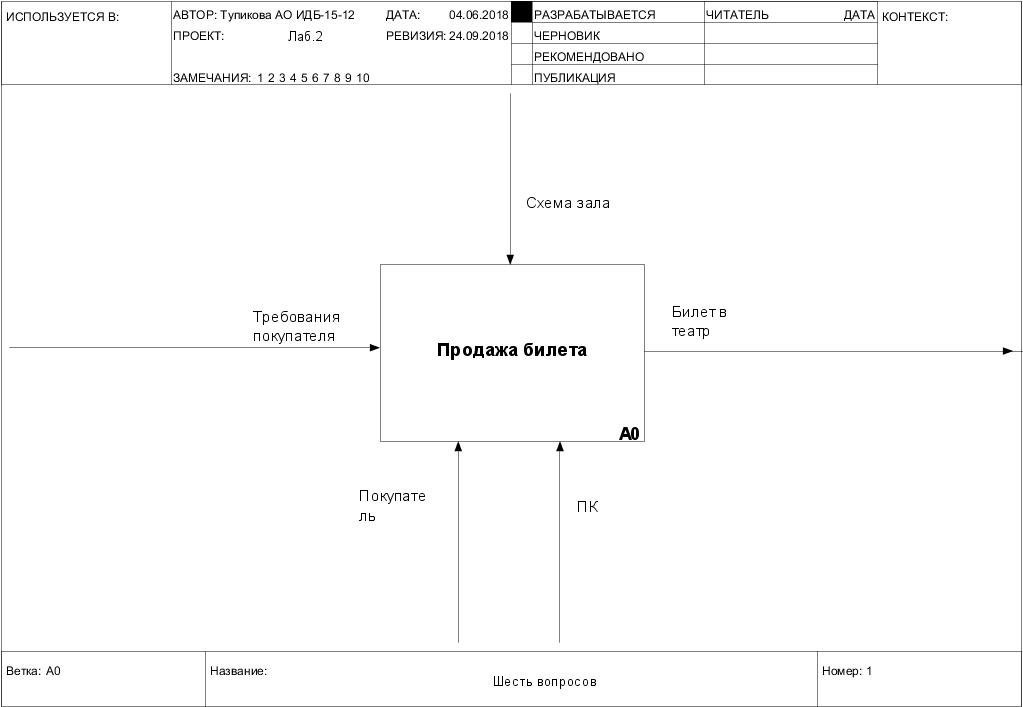 ИСПОЛЬЗУЕТСЯ В:
АВТОР: Тупикова АО ИДБ-15-12
ДАТА: 04.06.2018
РАЗРАБАТЫВАЕТСЯ
ЧИТАТЕЛЬ
ДАТА
КОНТЕКСТ:
ПРОЕКТ: Лаб.2
РЕВИЗИЯ: 24.09.2018
ЧЕРНОВИК
РЕКОМЕНДОВАНО
ЗАМЕЧАНИЯ: 1 2 3 4 5 6 7 8 9 10
ПУБЛИКАЦИЯ
Схема зала
Требования
покупателя
Билет в
театр
Продажа билета
A0
Покупате
ль
ПК
Ветка: A0
Название:
Шесть вопросов
Номер: 1